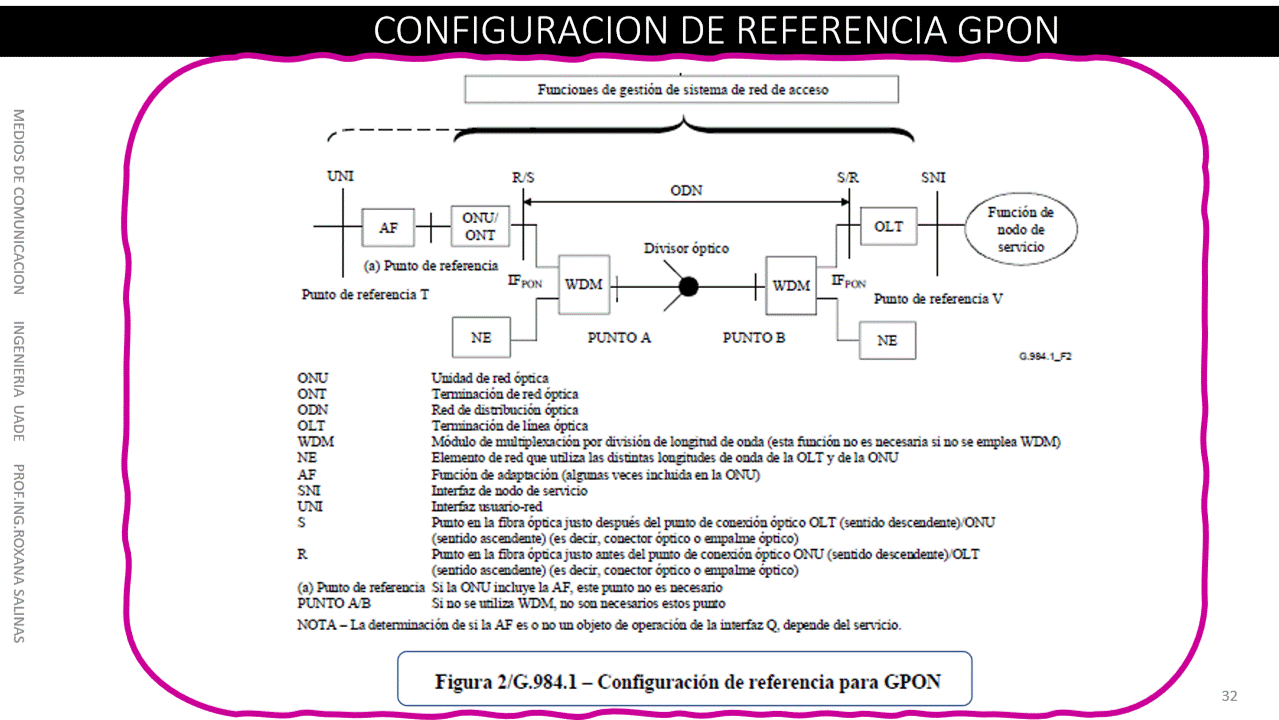 CONFIGURACION DE REFERENCIA GPON
MEDIOS DE COMUNICACION INGENIERIA UADE PROF.ING.ROXANA SALINAS
Funciones de gestión de sistema de red de acceso
UNI
R/S
ODN
S/R
SNI
AF
ONU/
ONT
OLT
Función de
nodo de
servicio
(a) Punto de referencia
Divisor óptico
Punto de referencia T
IFPON
WDM
WDM
IFPON
Punto de referencia V
NE
PUNTO A
PUNTO B
NE
G.984.1_F2
ONU Unidad de red óptica
ONT Terminación de red óptica
ODN Red de distribución óptica
OLT Terminación de línea óptica
WDM Módulo de multiplexación por división de longitud de onda (esta función no es necesaria si no se emplea WDM)
NE Elemento de red que utiliza las distintas longitudes de onda de la OLT y de la ONU
AF Función de adaptación (algunas veces incluida en la ONU)
SNI Interfaz de nodo de servicio
UNI Interfaz usuario-red
S Punto en la fibra óptica justo después del punto de conexión óptico OLT (sentido descendente)/ONU
(sentido ascendente) (es decir, conector óptico o empalme óptico)
R Punto en la fibra óptica justo antes del punto de conexión óptico ONU (sentido descendente)/OLT
(sentido ascendente) (es decir, conector óptico o empalme óptico)
(a) Punto de referencia Si la ONU incluye la AF, este punto no es necesario
PUNTO A/B Si no se utiliza WDM, no son necesarios estos punto
NOTA – La determinación de si la AF es o no un objeto de operación de la interfaz Q, depende del servicio.
Figura 2/G.984.1 – Configuración de referencia para GPON
32